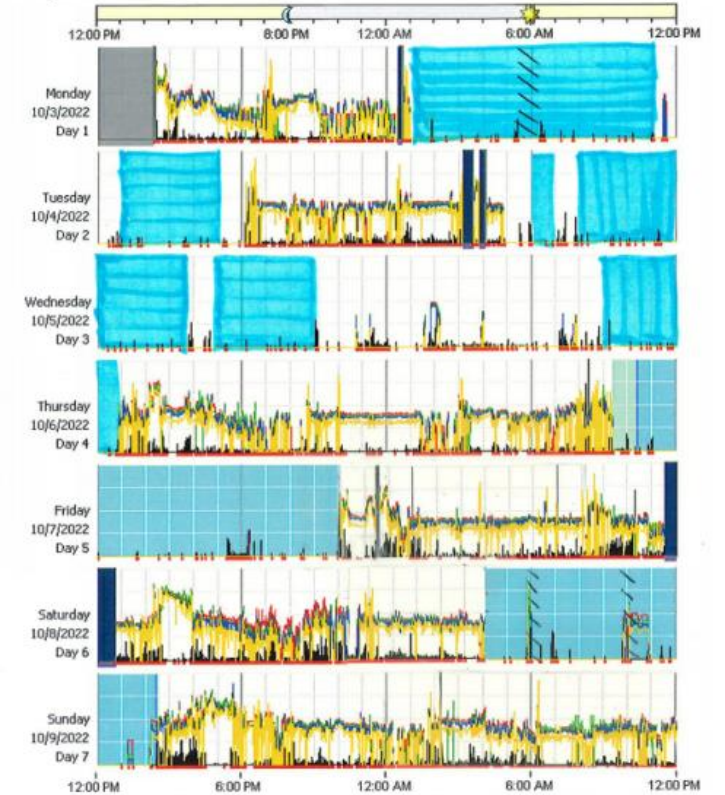 12:00 PM 8:00 PM 12:00 AM 6:00 AM 12:00 PM
Monday
10/3/2022
Day 1
Tuesday
10/4/2022
Day 2
Wednesday
10/5/2022
Day 3
Thursday
10/6/2022
Day 4
Friday
10/7/2022
Day 5
Saturday
10/8/2022
Day 6
Sunday
10/9/2022
Day 7
12:00 PM 6:00 PM 12:00 AM 6:00 AM 12:00 PM